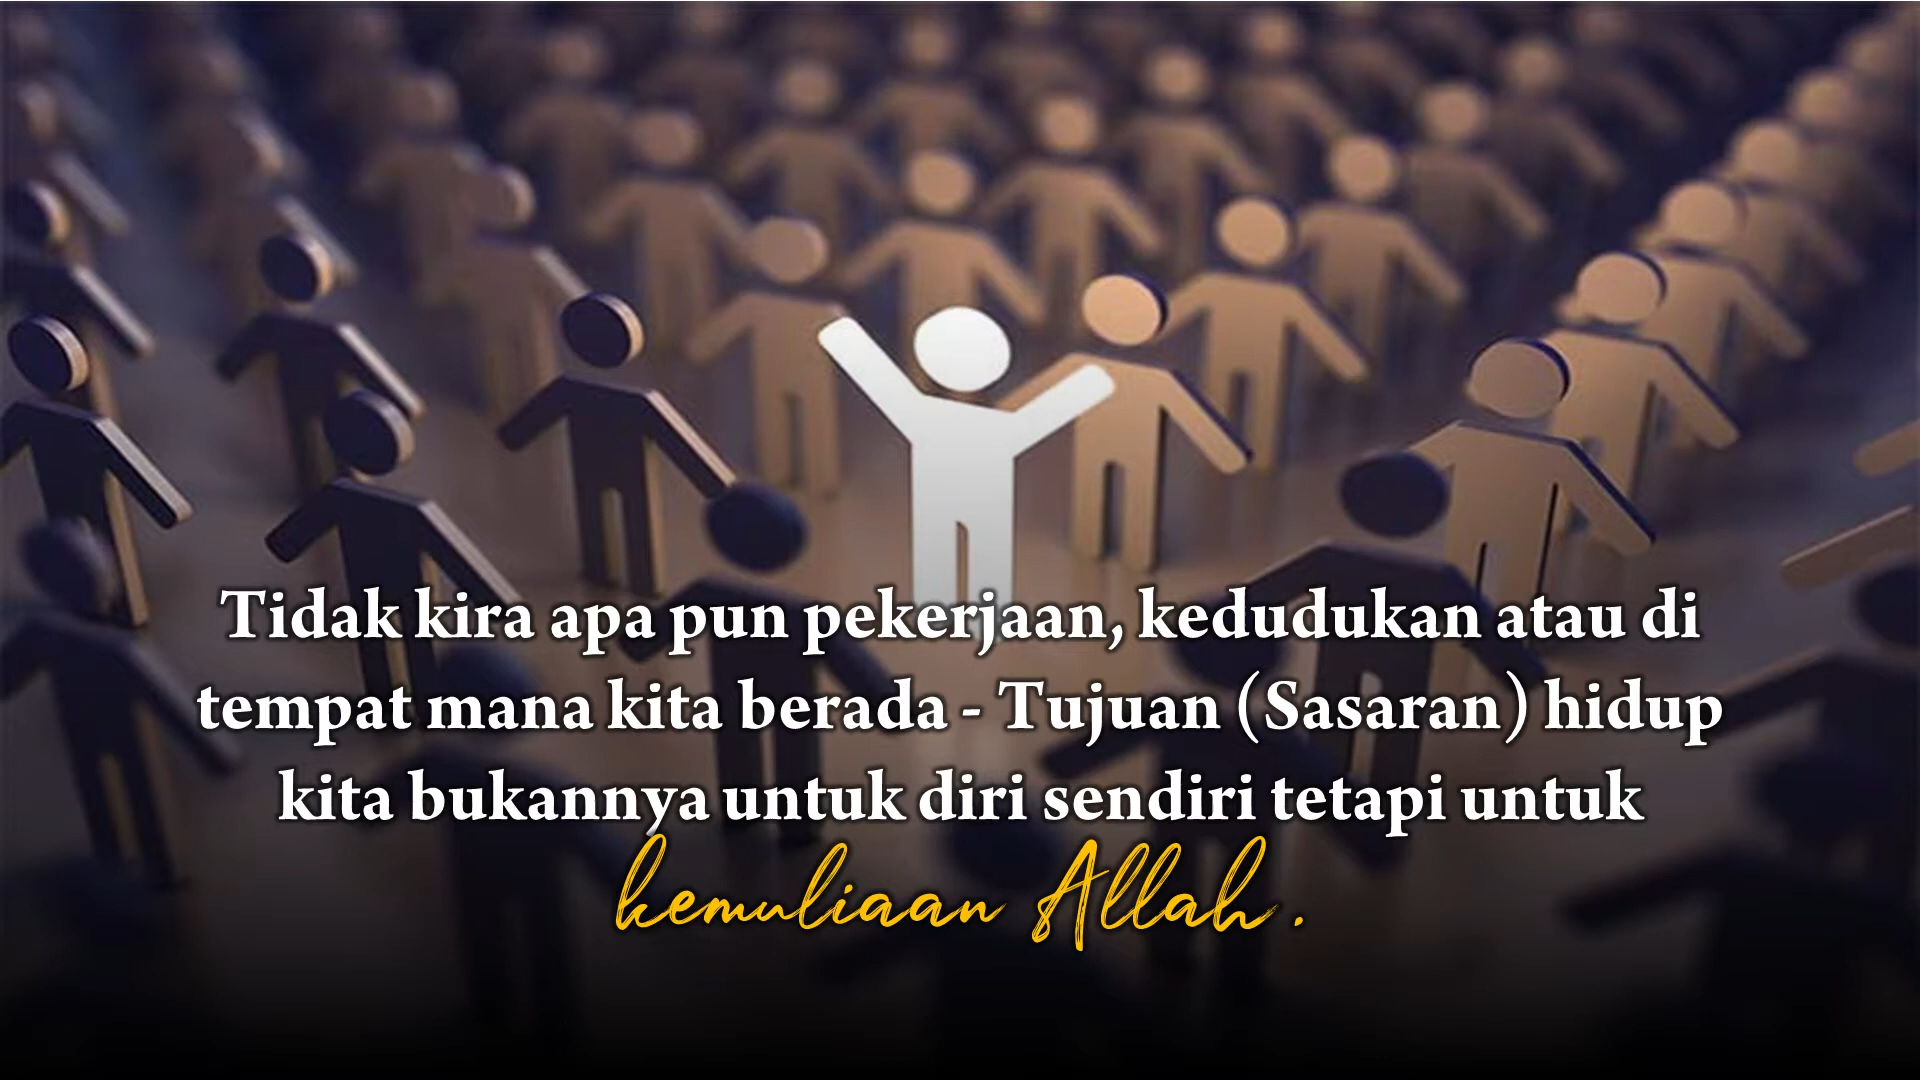 Tidak kira apa pun pekerjaan, kedudukan atau di
tempat mana kita berada - Tujuan (Sasaran) hidup
kita bukannya untuk diri sendiri tetapi untuk
kemuliaan Allah.